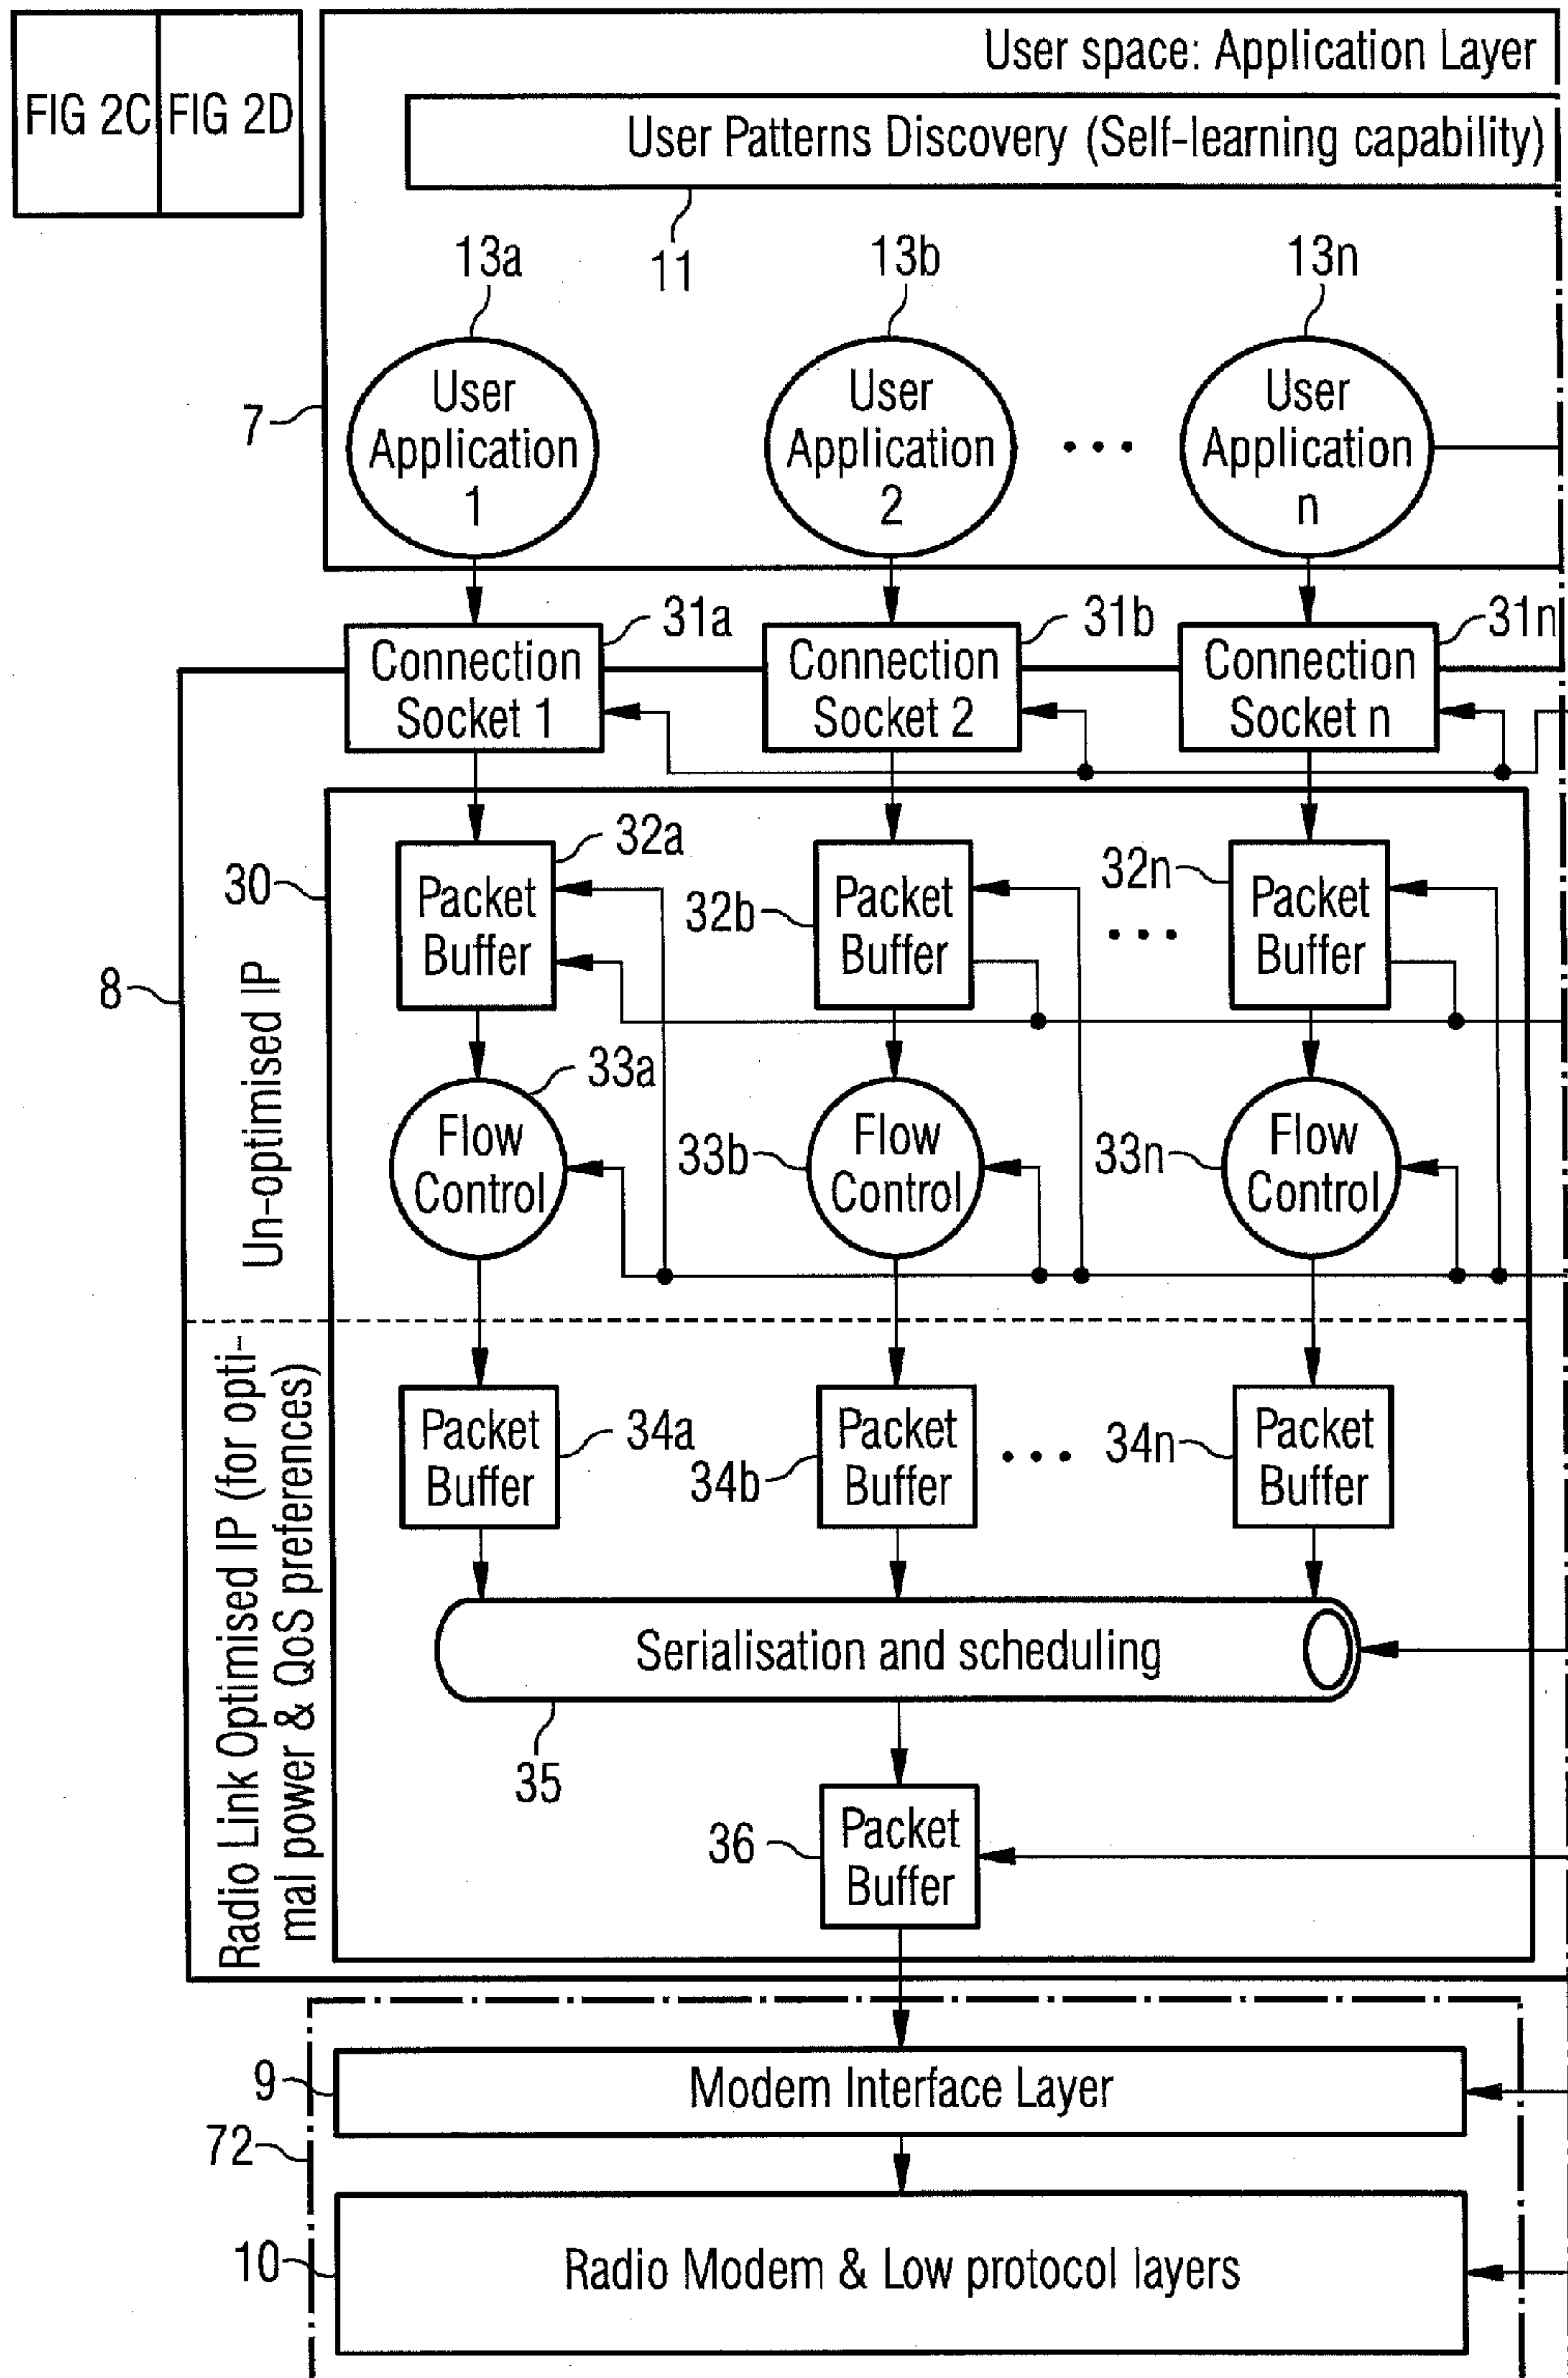 FIG 2C FIG 2D
User space: Application Layer
User Patterns Discovery (Self-learning capability)
11
13a
13b
13n
7
User
Application
1
User
Application
2
...
User
Application
n
31a
31b
31n
Connection
Socket 1
Connection
Socket 2
Connection
Socket n
8
30
Un-optimised IP
32a
Packet
Buffer
32b
Packet
Buffer
...
32n
Packet
Buffer
33a
Flow
Control
33b
Flow
Control
33n
Flow
Control
Radio Link Optimised IP (for opti-
mal power & QoS preferences)
Packet
Buffer
34a
34b
Packet
Buffer
...
34n
Packet
Buffer
Serialisation and scheduling
35
36
Packet
Buffer
9
Modem Interface Layer
72
10
Radio Modem & Low protocol layers